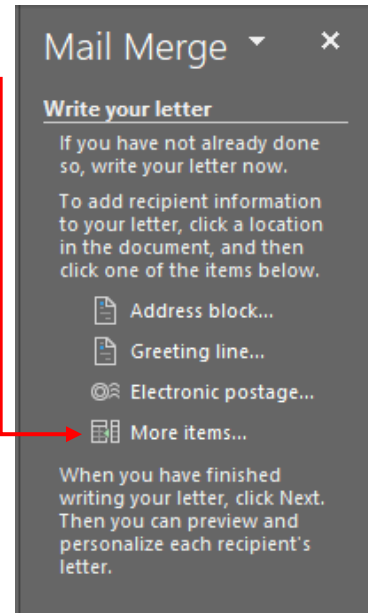 Mail Merge
Write your letter
If you have not already done
so, write your letter now.
To add recipient information
to your letter, click a location
in the document, and then
click one of the items below.
Address block...
Greeting line...
Electronic postage...
More items...
When you have finished
writing your letter, click Next.
Then you can preview and
personalize each recipient's
letter.